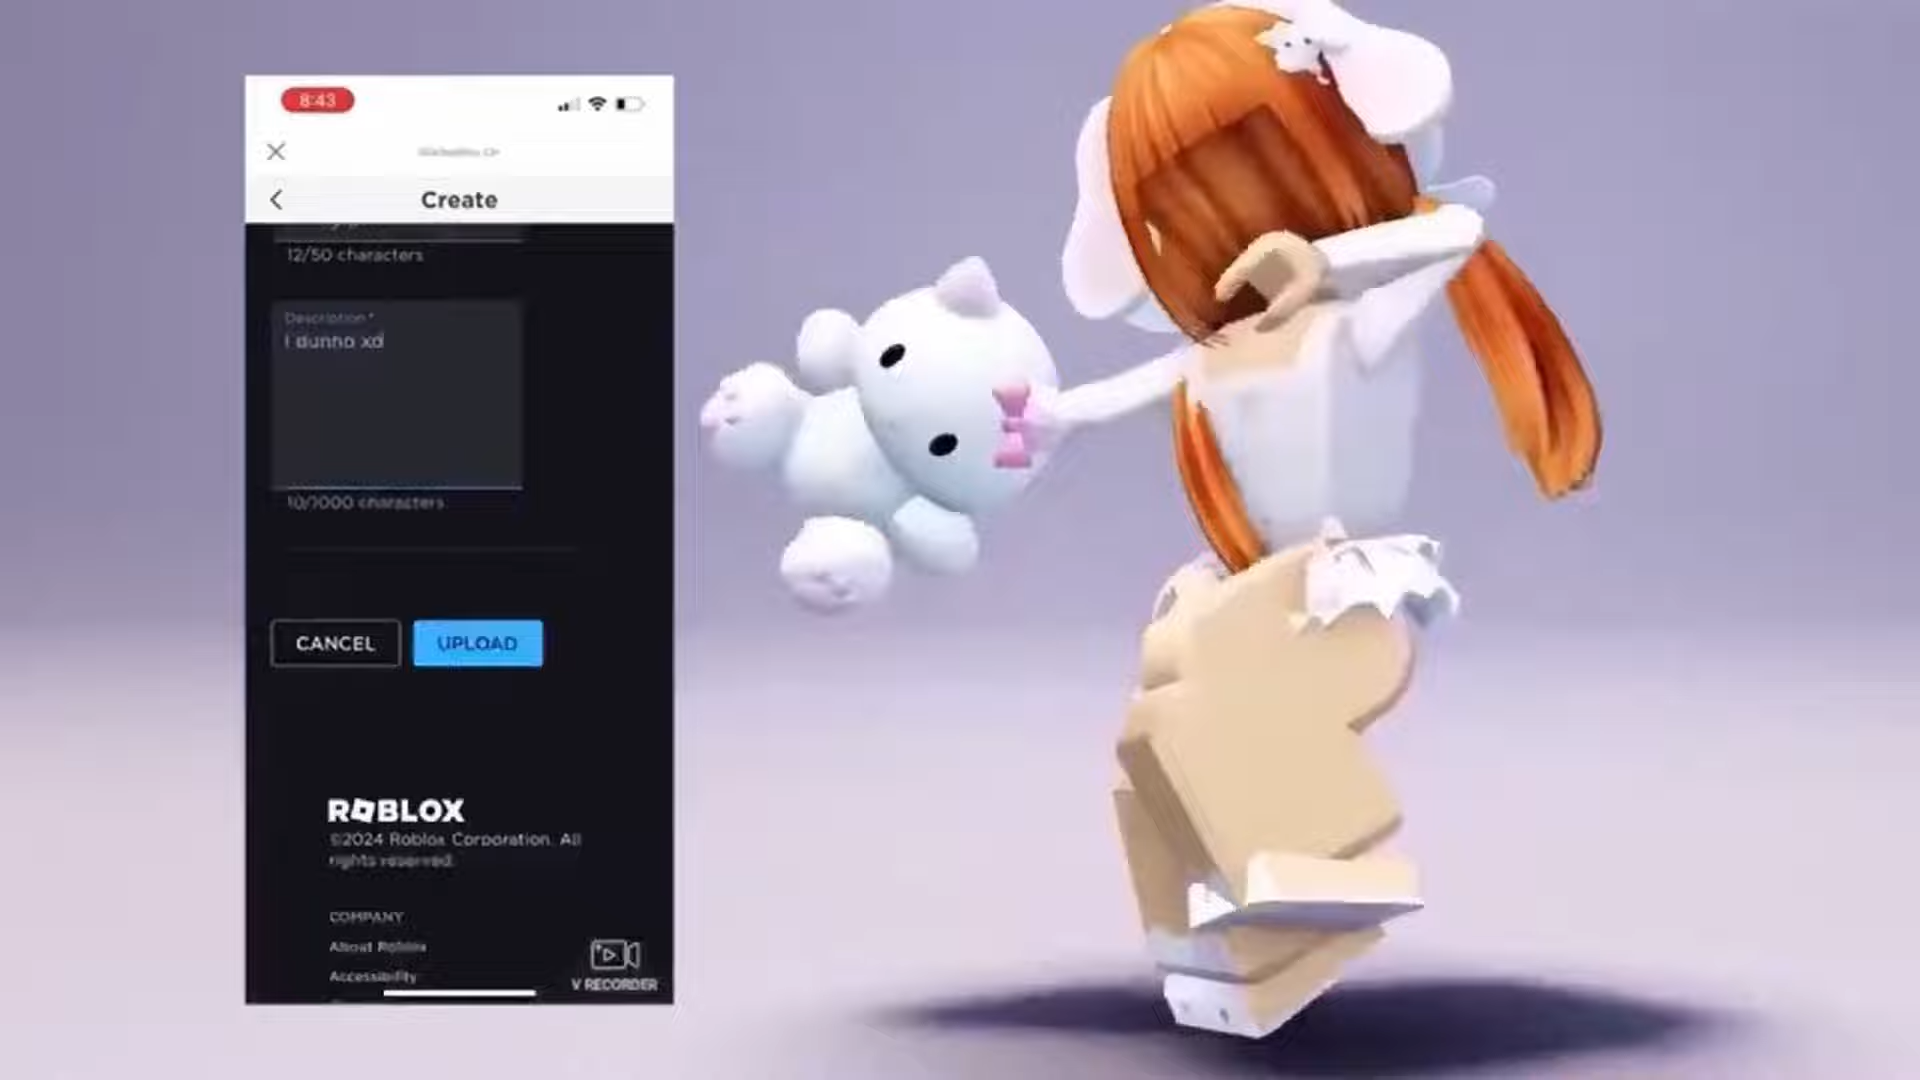 8:43
Create
12/50 characters
Description *
I dunno xd
10/1000 characters
CANCEL
UPLOAD
ROBLOX
©2024 Roblox Corporation. All
rights reserved.
COMPANY
About Roblox
Accessibility
V RECORDER